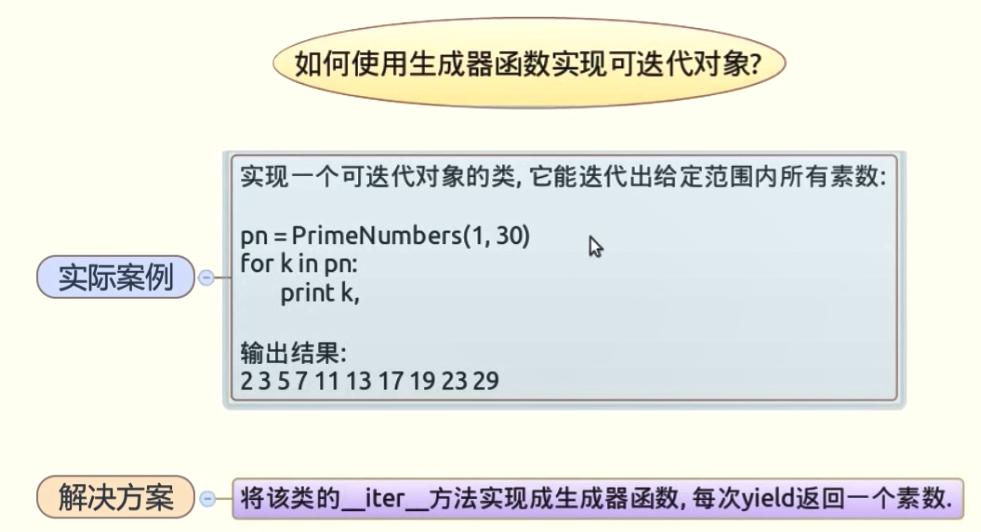 如何使用生成器函数实现可迭代对象?
实际案例
实现一个可迭代对象的类, 它能迭代出给定范围内所有素数:
pn = PrimeNumbers(1, 30)
for k in pn:
print k,
输出结果:
2 3 5 7 11 13 17 19 23 29
解决方案
将该类的__iter__方法实现成生成器函数, 每次yield返回一个素数.